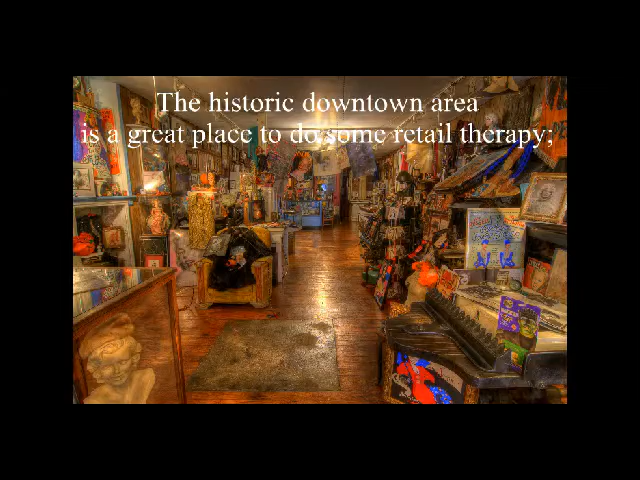 The historic downtown area
is a great place to do some retail therapy;